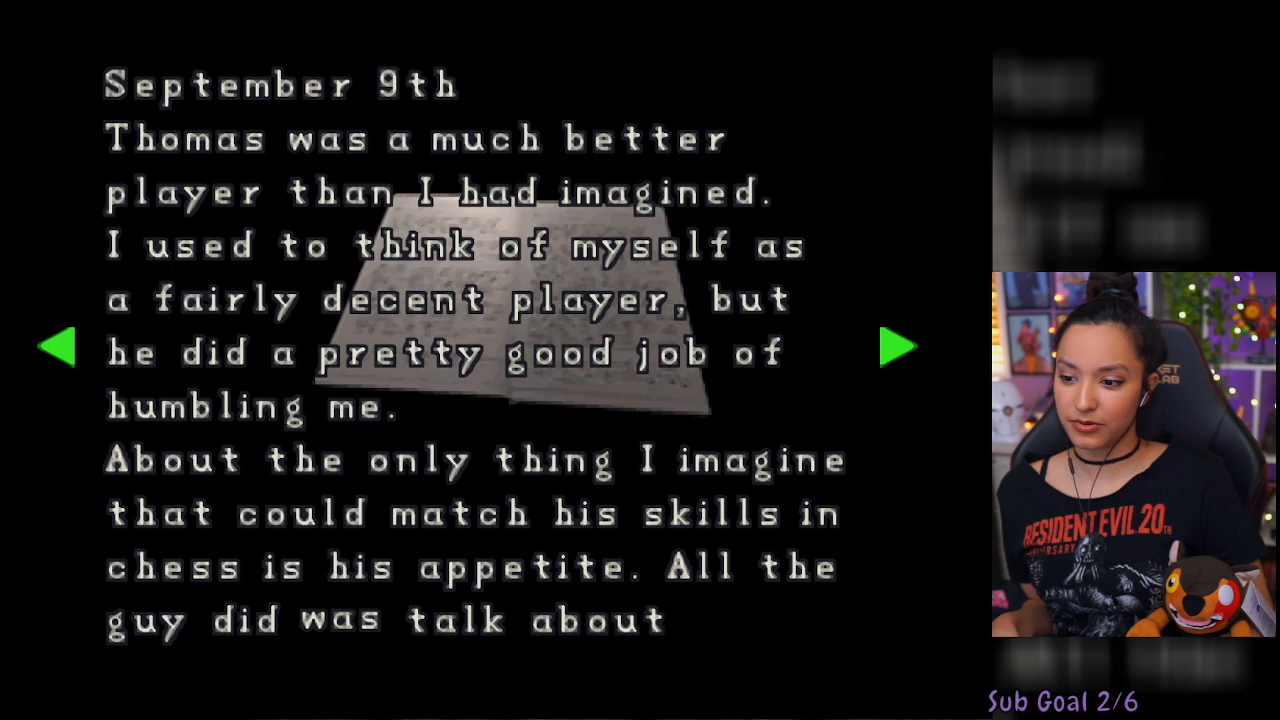 September 9th
Thomas was a much better
player than I had imagined.
I used to think of myself as
a fairly decent player, but
he did a pretty good job of
humbling me.
About the only thing I imagine
that could match his skills in
chess is his appetite. All the
guy did was talk about
RESIDENT EVIL 20TH
Sub Goal 2/6